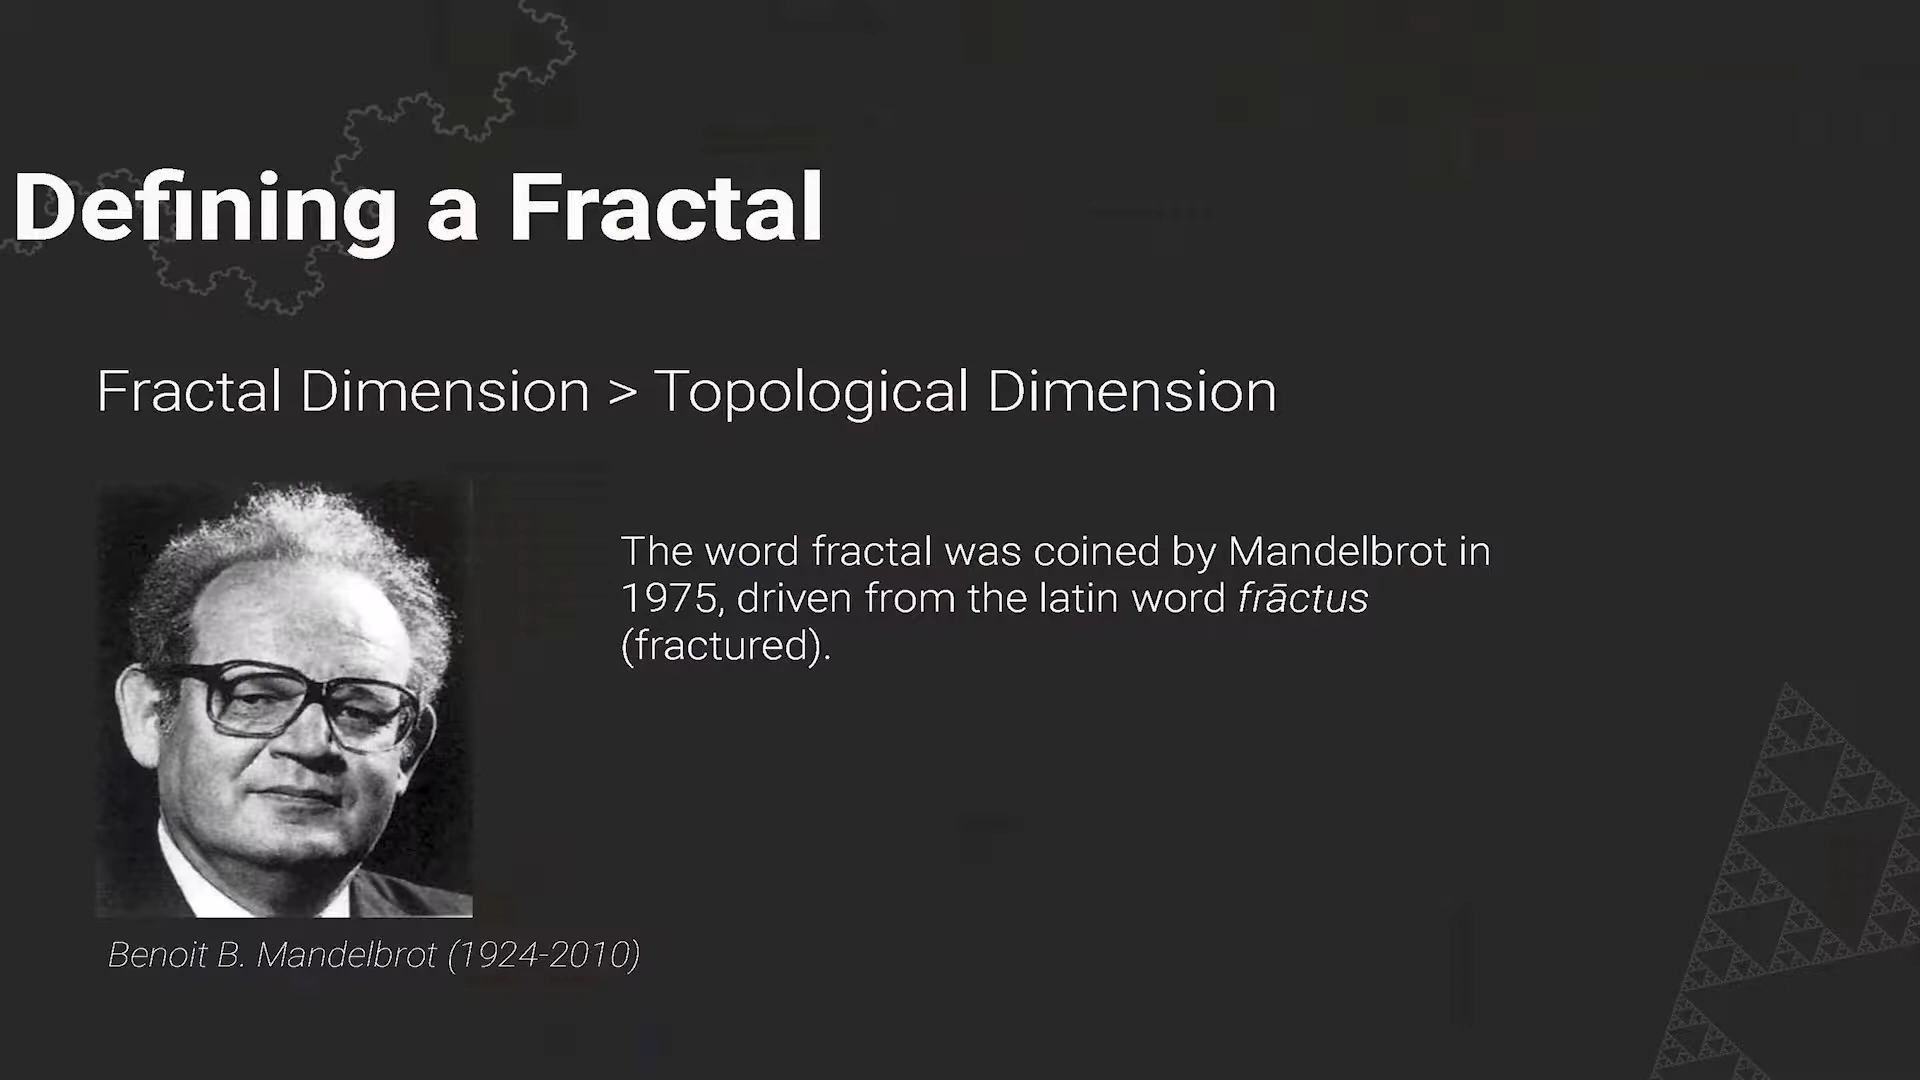 Defining a Fractal
Fractal Dimension > Topological Dimension
The word fractal was coined by Mandelbrot in
1975, driven from the latin word frāctus
(fractured).
Benoit B. Mandelbrot (1924-2010)